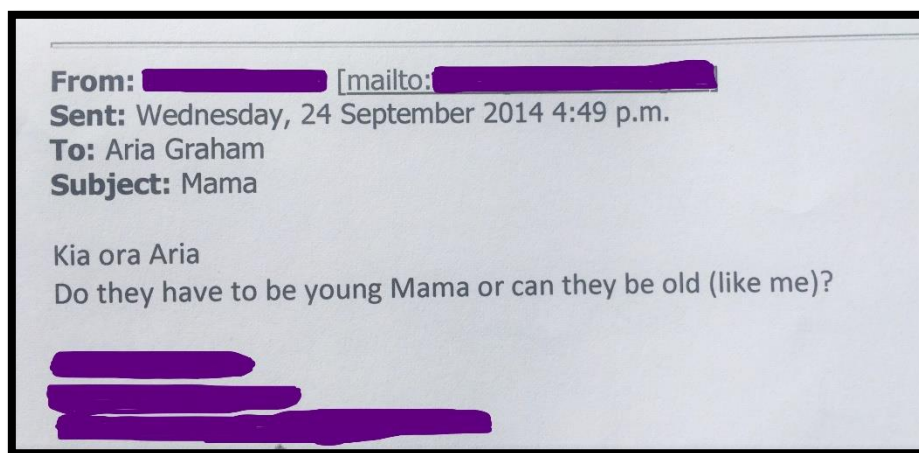 From: [mailto:
Sent: Wednesday, 24 September 2014 4:49 p.m.
To: Aria Graham
Subject: Mama
Kia ora Aria
Do they have to be young Mama or can they be old (like me)?